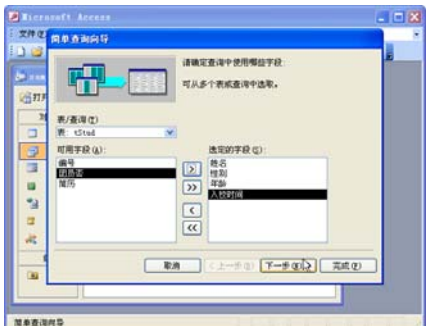 Microsoft Access
文件(F)
简单查询向导
请确定查询中使用哪些字段:
可从多个表或查询中选取。
表/查询(T)
表: tStud
可用字段(A):
选定的字段(S):
编号
团员否
简历
姓名
性别
年龄
入校时间
>
>>
<
<<
取消
<上一步(B)
下一步(N)>
完成(F)
简单查询向导